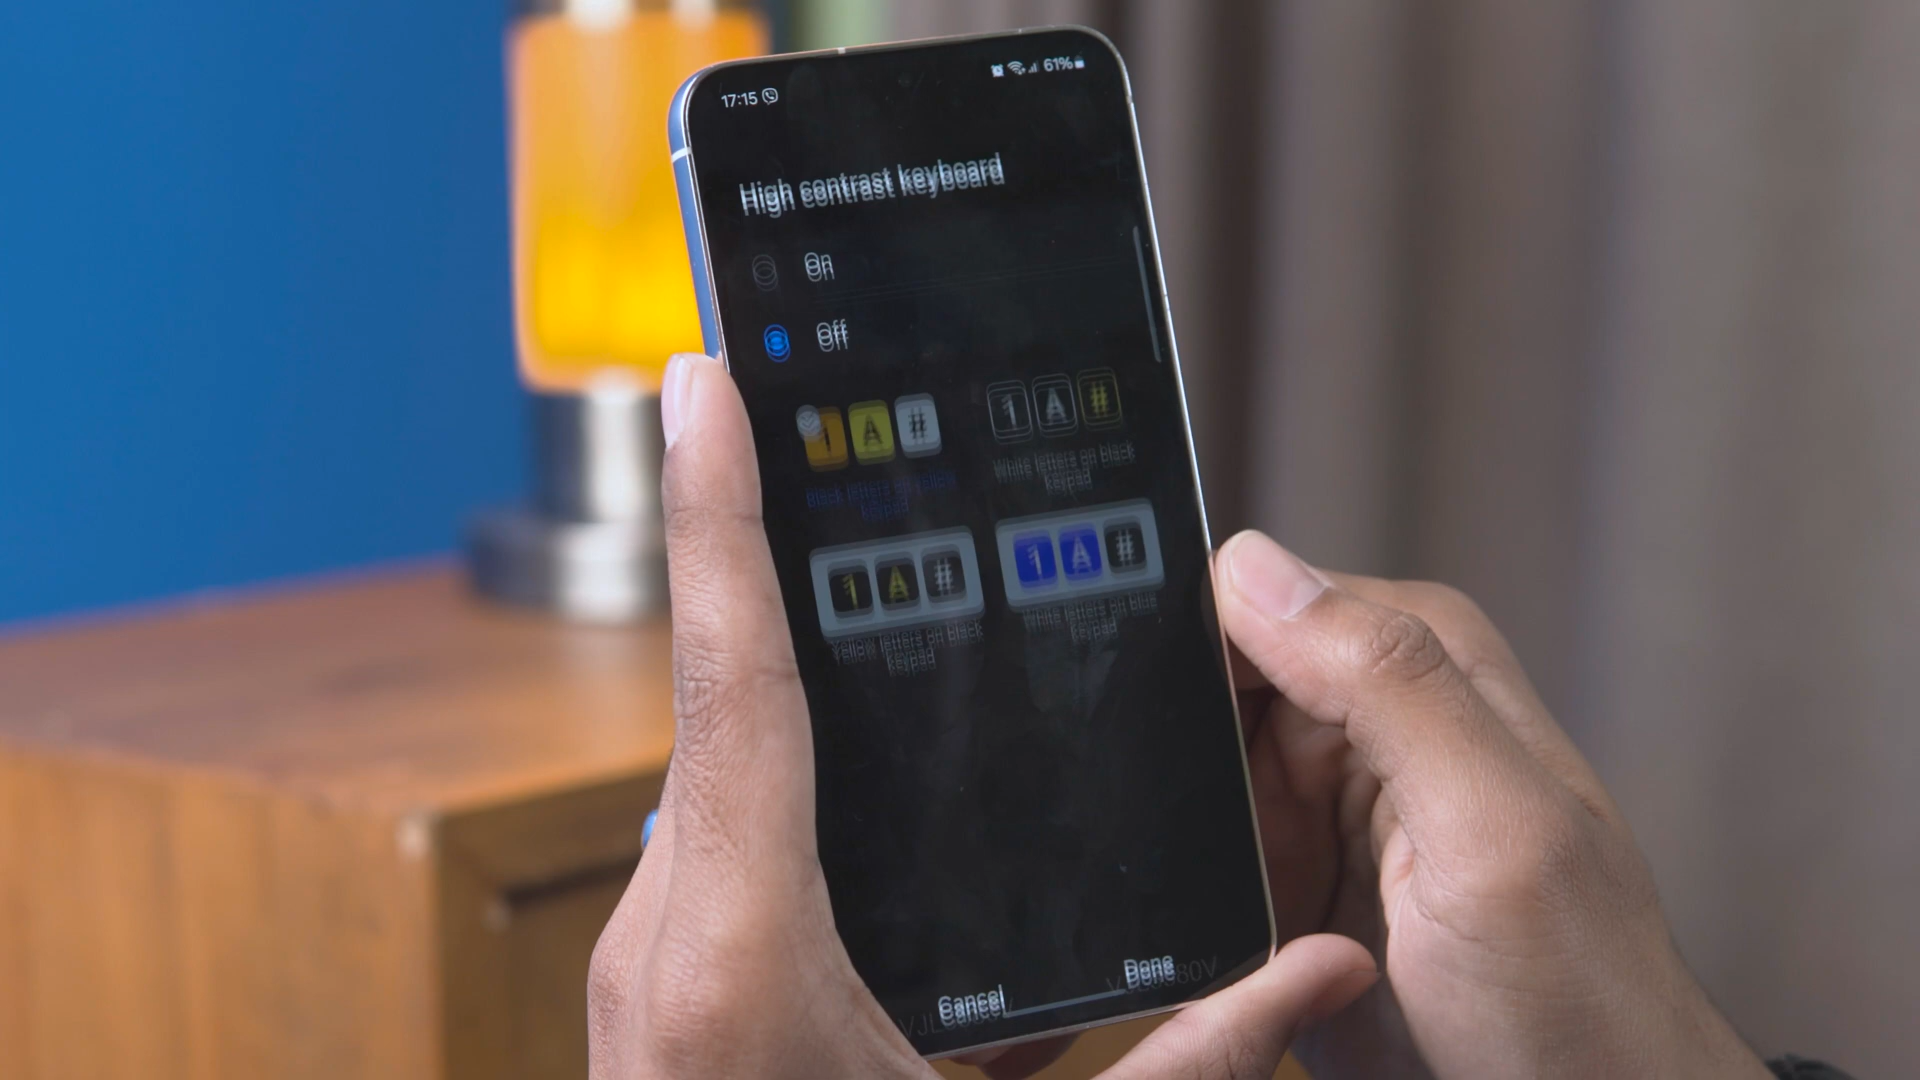 17:15
61%
High contrast keyboard
On
Off
1 A #
1 A #
Black letters on yellow
keypad
White letters on black
keypad
1 A #
1 A #
Yellow letters on black
keypad
White letters on blue
keypad
Cancel
Done